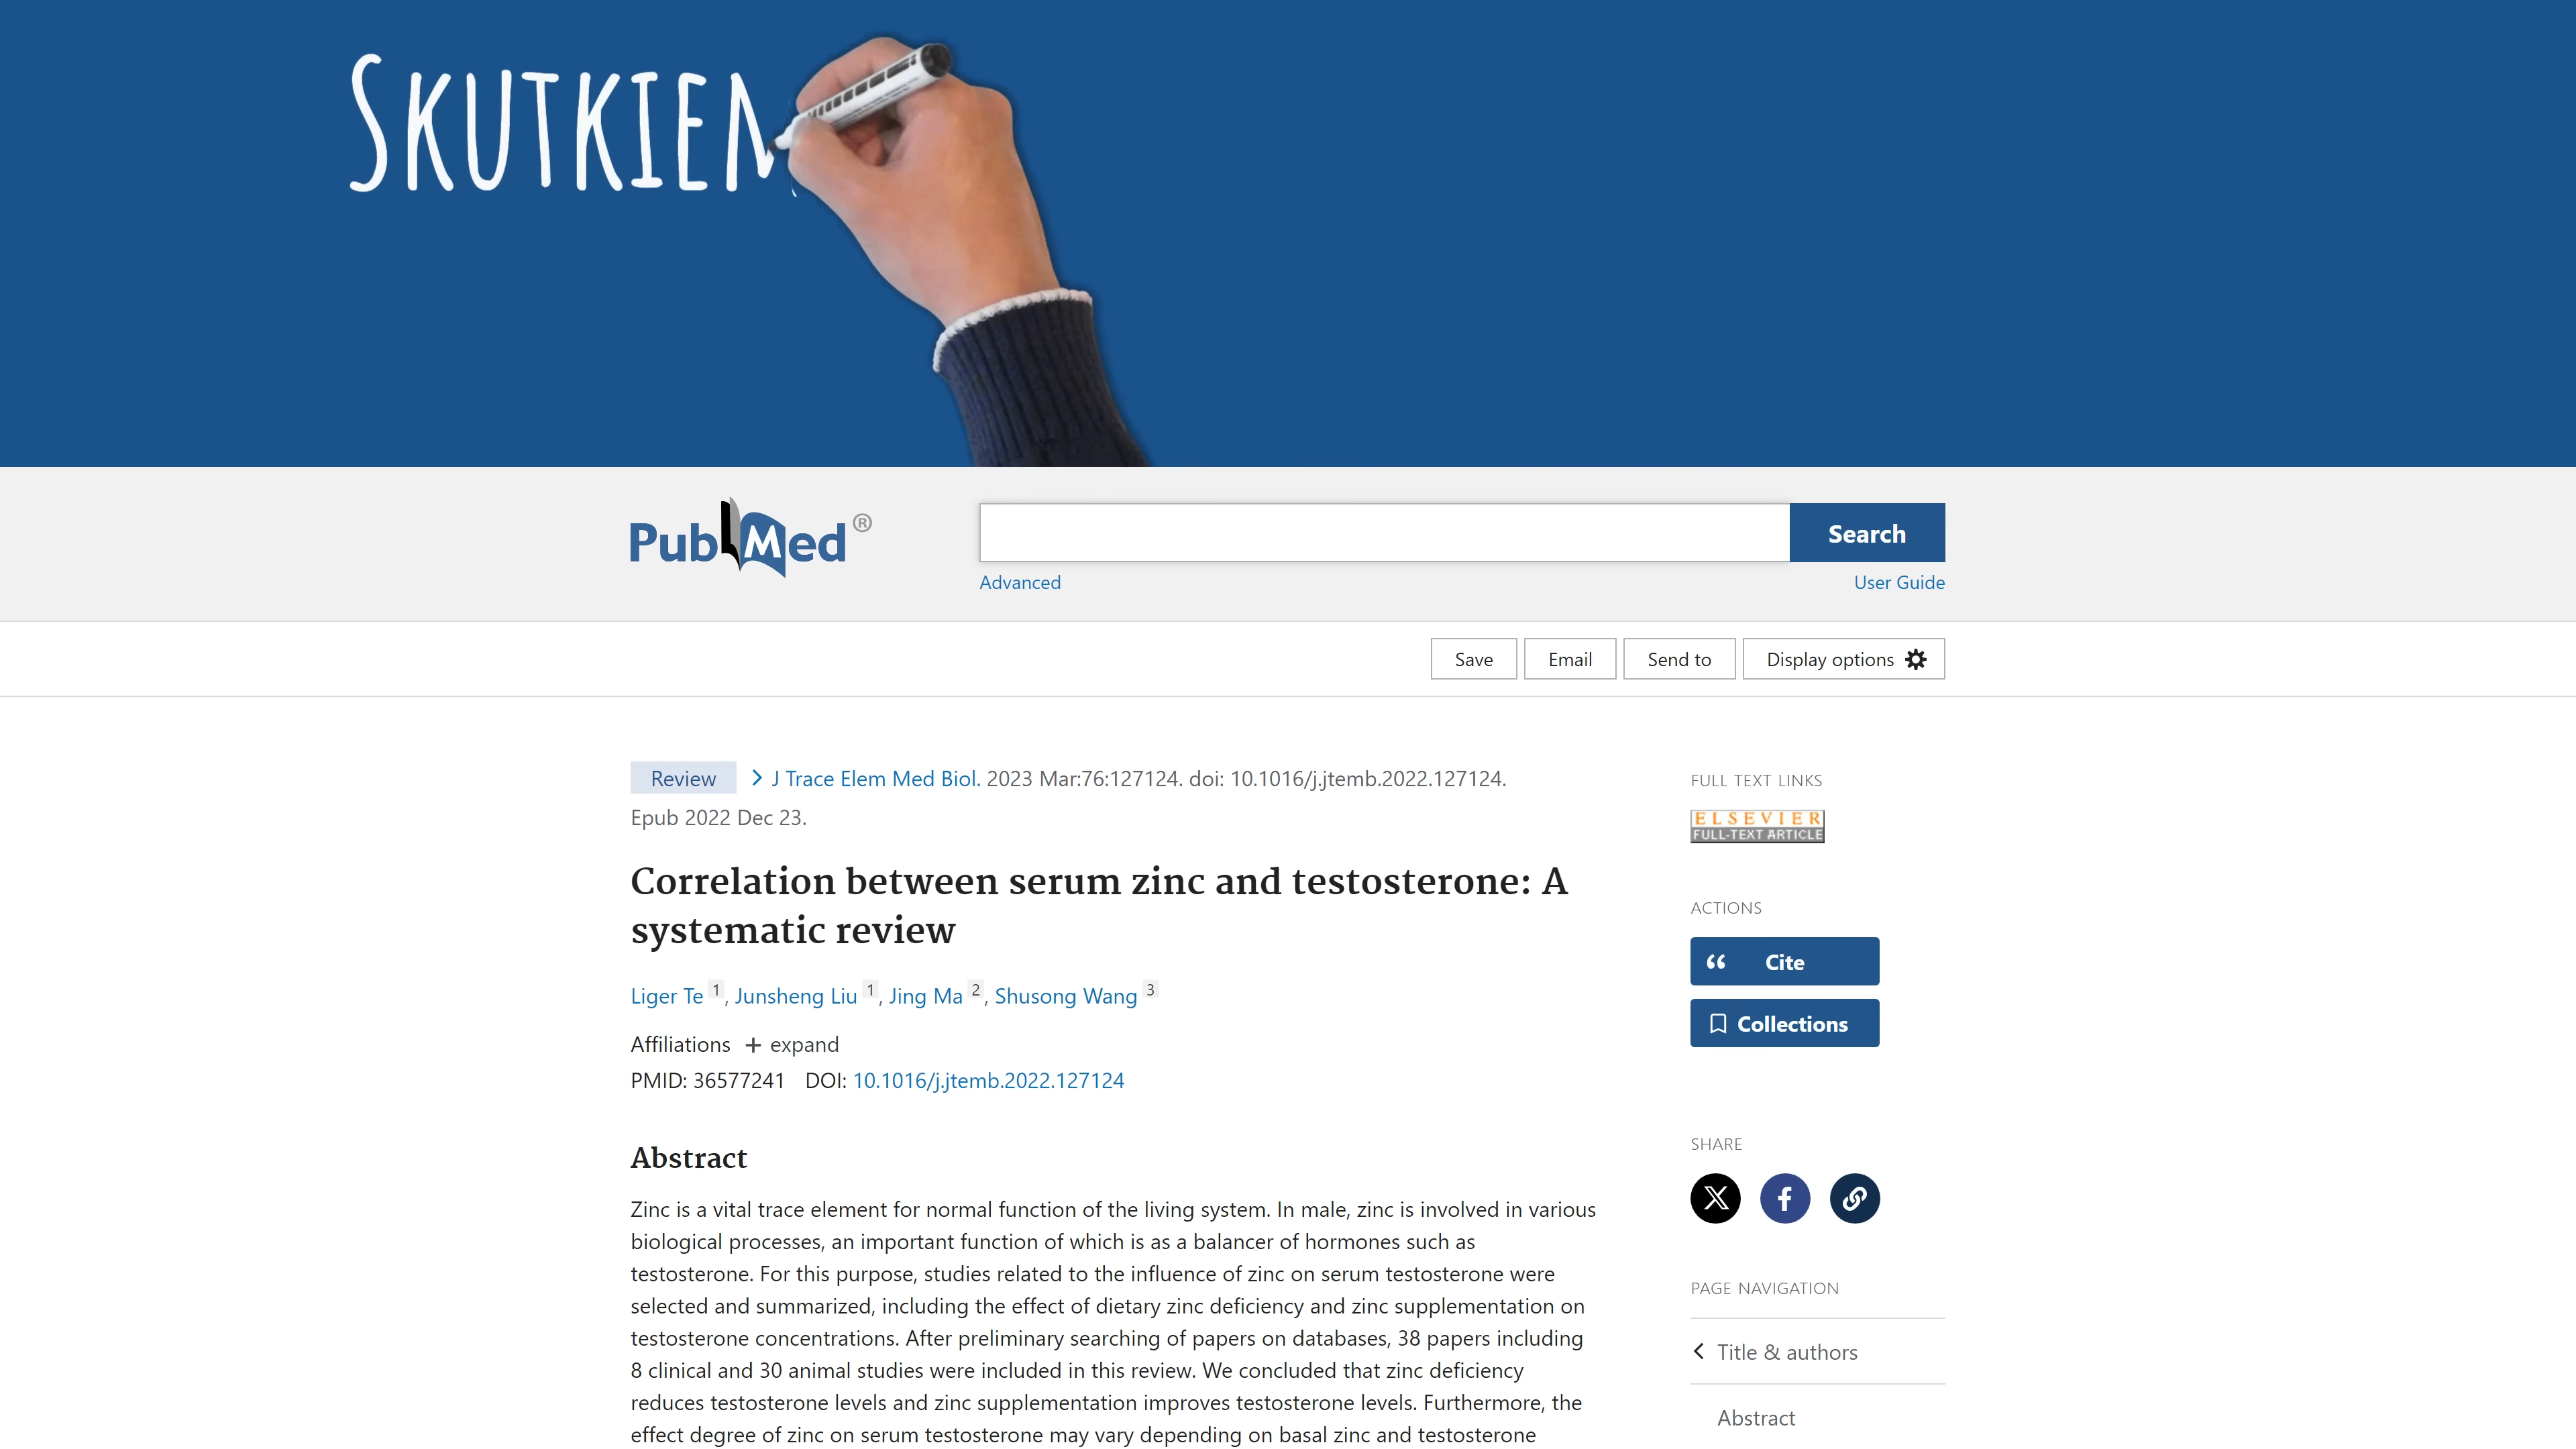 SKUTKIEM
PubMed®
Search
Advanced
User Guide
Save
Email
Send to
Display options
Review
J Trace Elem Med Biol. 2023 Mar:76:127124. doi: 10.1016/j.jtemb.2022.127124.
Epub 2022 Dec 23.
Correlation between serum zinc and testosterone: A
systematic review
Liger Te 1, Junsheng Liu 1, Jing Ma 2, Shusong Wang 3
Affiliations + expand
PMID: 36577241 DOI: 10.1016/j.jtemb.2022.127124
Abstract
Zinc is a vital trace element for normal function of the living system. In male, zinc is involved in various
biological processes, an important function of which is as a balancer of hormones such as
testosterone. For this purpose, studies related to the influence of zinc on serum testosterone were
selected and summarized, including the effect of dietary zinc deficiency and zinc supplementation on
testosterone concentrations. After preliminary searching of papers on databases, 38 papers including
8 clinical and 30 animal studies were included in this review. We concluded that zinc deficiency
reduces testosterone levels and zinc supplementation improves testosterone levels. Furthermore, the
effect degree of zinc on serum testosterone may vary depending on basal zinc and testosterone
FULL TEXT LINKS
ELSEVIER
FULL-TEXT ARTICLE
ACTIONS
Cite
Collections
SHARE
PAGE NAVIGATION
Title & authors
Abstract